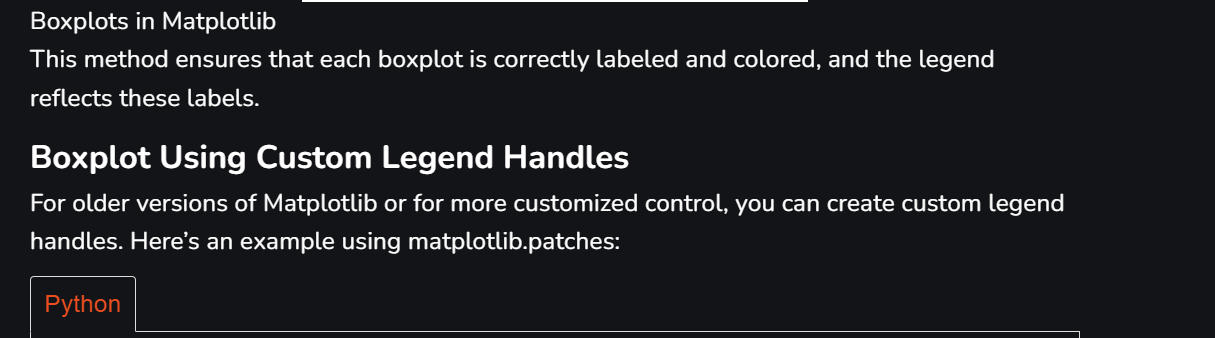 Boxplots in Matplotlib
This method ensures that each boxplot is correctly labeled and colored, and the legend
reflects these labels.
Boxplot Using Custom Legend Handles
For older versions of Matplotlib or for more customized control, you can create custom legend
handles. Here’s an example using matplotlib.patches:
Python